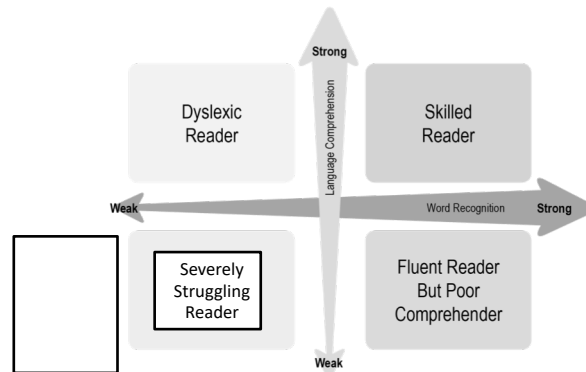 Strong
Dyslexic
Reader
Language Comprehension
Skilled
Reader
Weak
Word Recognition
Strong
Severely
Struggling
Reader
Fluent Reader
But Poor
Comprehender
Weak